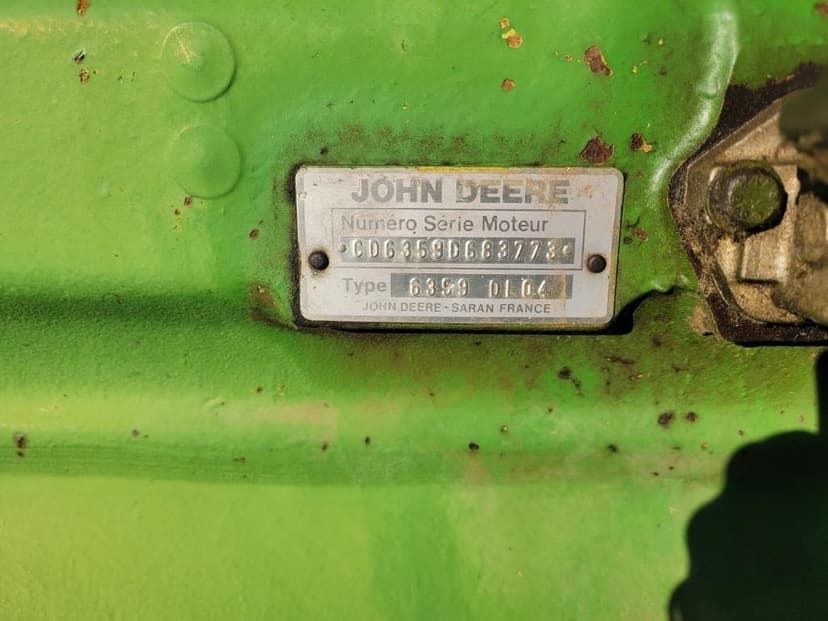 JOHN DEERE
Numéro Série Moteur
*CD6359D683773*
Type 6359 DL04
JOHN DEERE - SARAN FRANCE